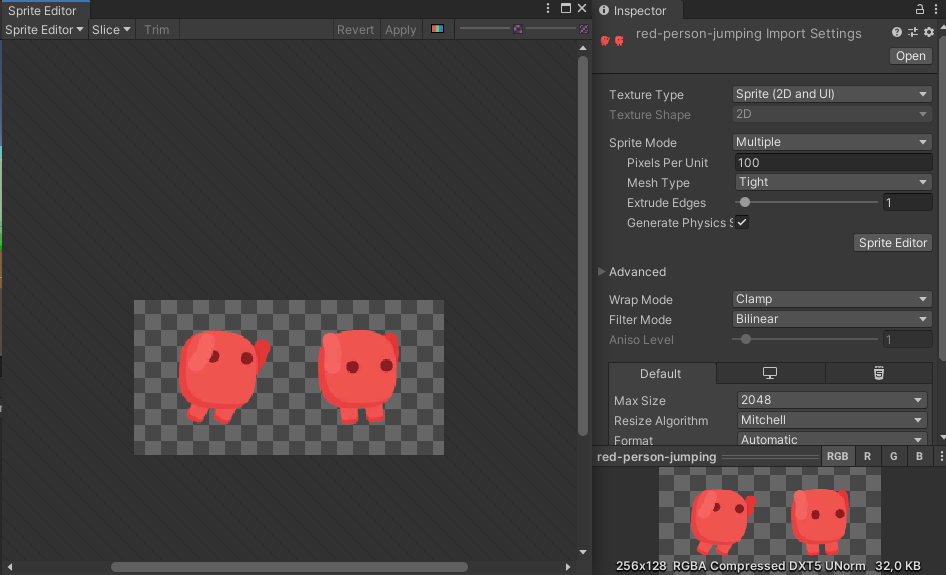 Sprite Editor
Sprite Editor Slice Trim Revert Apply
Inspector
red-person-jumping Import Settings
Open
Texture Type Sprite (2D and UI)
Texture Shape 2D
Sprite Mode Multiple
Pixels Per Unit 100
Mesh Type Tight
Extrude Edges 1
Generate Physics S
Sprite Editor
Advanced
Wrap Mode Clamp
Filter Mode Bilinear
Aniso Level 1
Default
Max Size 2048
Resize Algorithm Mitchell
Format Automatic
red-person-jumping RGB R G B
256x128 RGBA Compressed DXT5 UNorm 32,0 KB